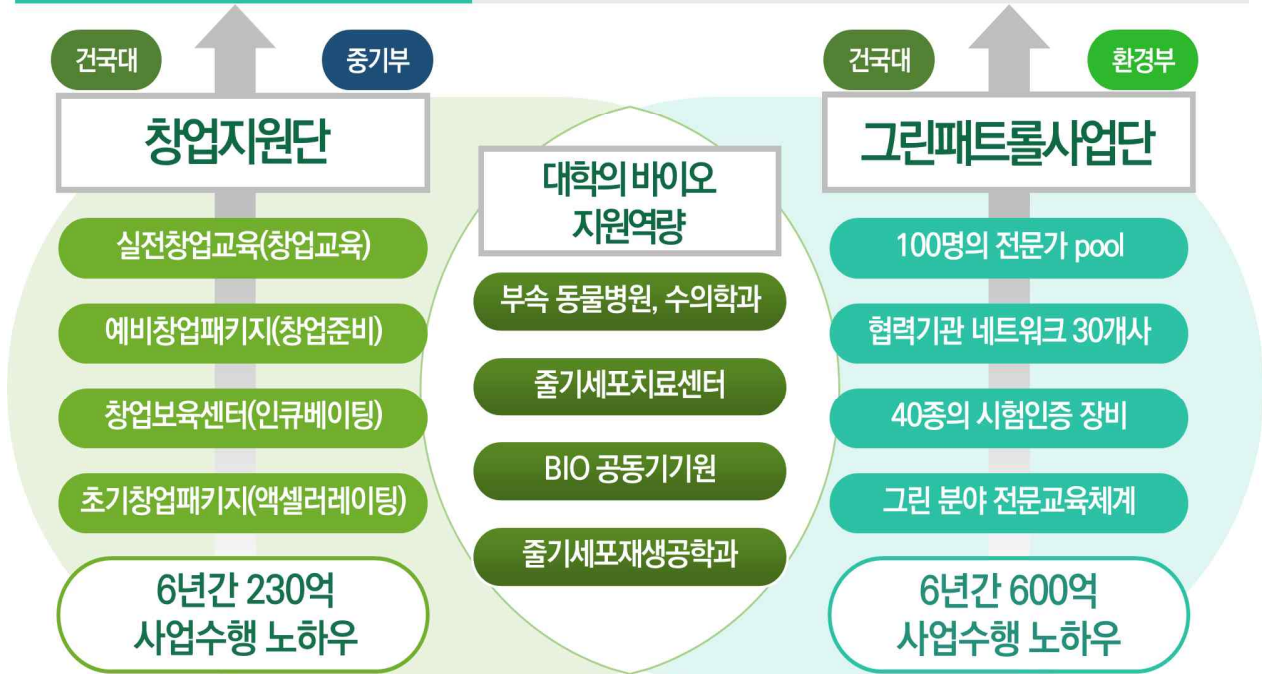 건국대
중기부
창업지원단
실전창업교육(창업교육)
예비창업패키지(창업준비)
창업보육센터(인큐베이팅)
초기창업패키지(액셀러레이팅)
6년간 230억
사업수행 노하우
대학의 바이오
지원역량
부속 동물병원, 수의학과
줄기세포치료센터
BIO 공동기기원
줄기세포재생공학과
건국대
환경부
그린패트롤사업단
100명의 전문가 pool
협력기관 네트워크 30개사
40종의 시험인증 장비
그린 분야 전문교육체계
6년간 600억
사업수행 노하우